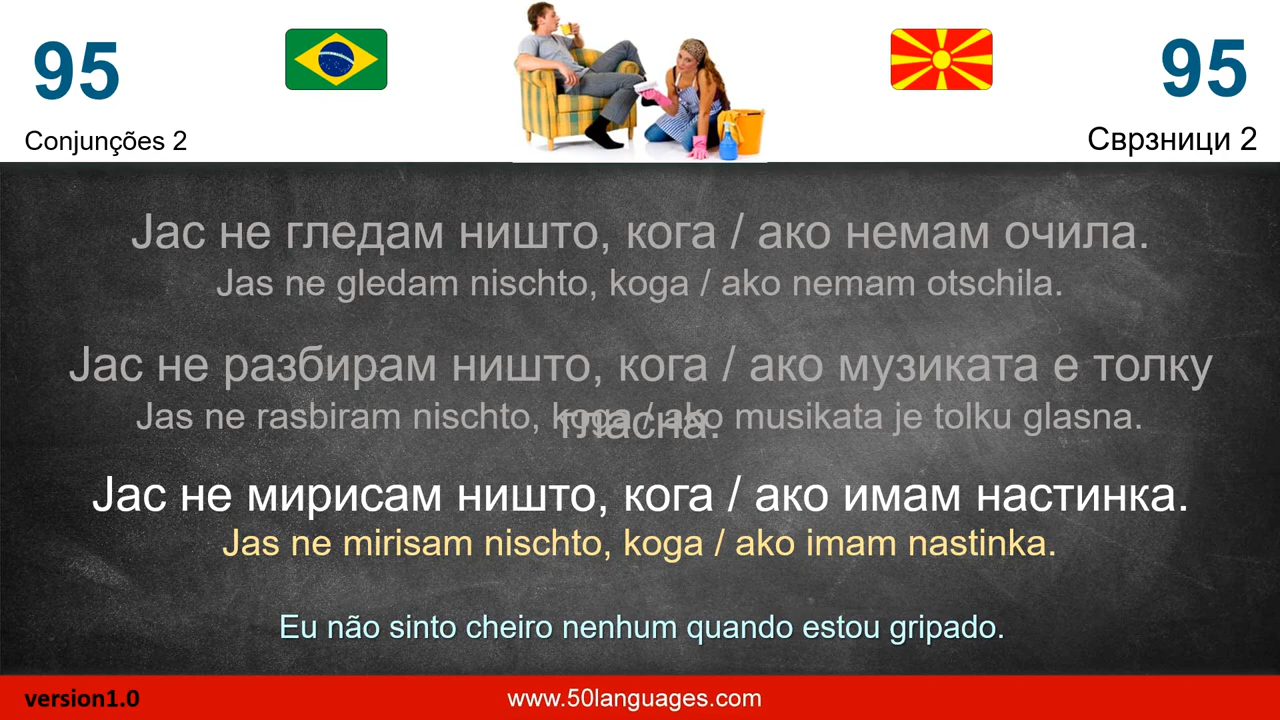 95
95
Conjunções 2
Сврзници 2
Јас не гледам ништо, кога / ако немам очила.
Jas ne gledam nischto, koga / ako nemam otschila.
Јас не разбирам ништо, кога / ако музиката е толку
гласна.
Jas ne rasbiram nischto, koga / ako musikata je tolku glasna.
Јас не мирисам ништо, кога / ако имам настинка.
Jas ne mirisam nischto, koga / ako imam nastinka.
Eu não sinto cheiro nenhum quando estou gripado.
version1.0
www.50languages.com